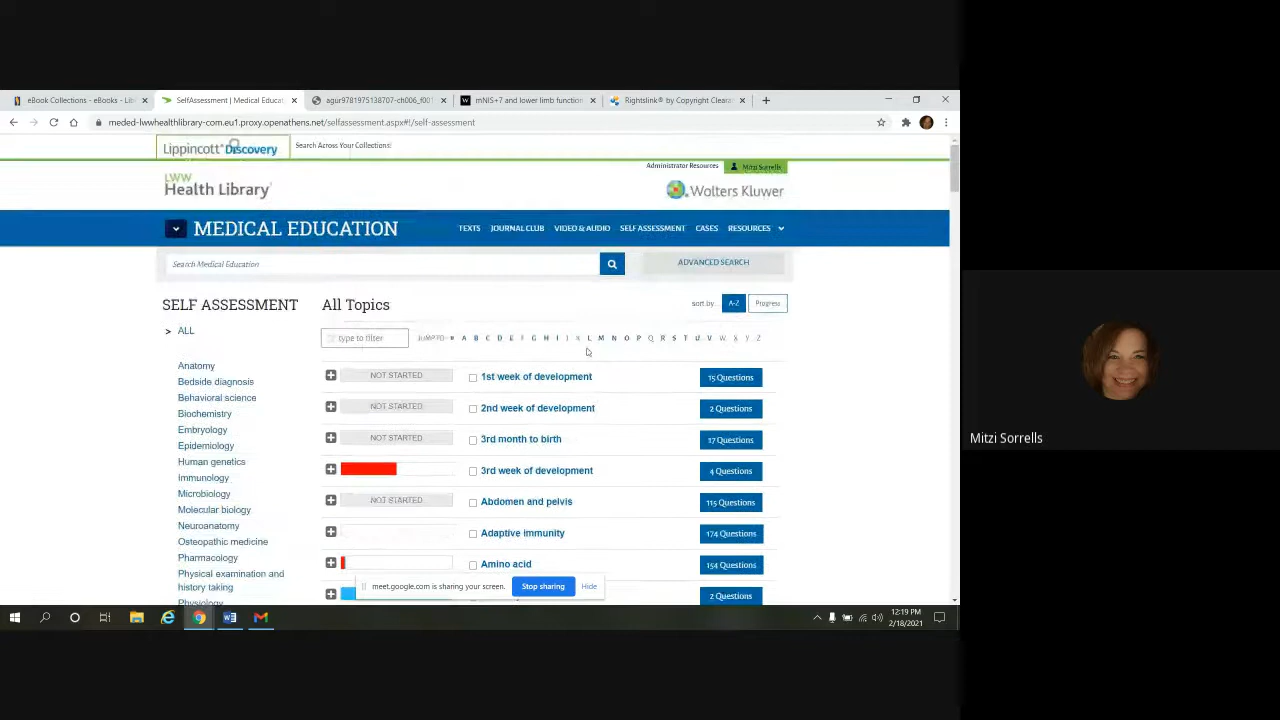 eBook Collections - eBooks - Lib
SelfAssessment | Medical Educat
agur9781975138707-ch006_f001
mNIS+7 and lower limb function
Rightslink® by Copyright Clearan
meded-lwwhealthlibrary-com.eu1.proxy.openathens.net/selfassessment.aspx#!/self-assessment
Lippincott® Discovery
Search Across Your Collections:
Administrator Resources
Mitzi Sorrells
LWW
Health Library
Wolters Kluwer
MEDICAL EDUCATION
TEXTS JOURNAL CLUB VIDEO & AUDIO SELF ASSESSMENT CASES RESOURCES
Search Medical Education
ADVANCED SEARCH
SELF ASSESSMENT
> ALL
Anatomy
Bedside diagnosis
Behavioral science
Biochemistry
Embryology
Epidemiology
Human genetics
Immunology
Microbiology
Molecular biology
Neuroanatomy
Osteopathic medicine
Pharmacology
Physical examination and
history taking
Physiology
All Topics
sort by A-Z Progress
type to filter
JUMP TO # A B C D E F G H I J K L M N O P Q R S T U V W X Y Z
NOT STARTED 1st week of development 15 Questions
NOT STARTED 2nd week of development 2 Questions
NOT STARTED 3rd month to birth 17 Questions
3rd week of development 4 Questions
NOT STARTED Abdomen and pelvis 115 Questions
Adaptive immunity 174 Questions
Amino acid 154 Questions
2 Questions
meet.google.com is sharing your screen. Stop sharing Hide
12:19 PM
2/18/2021
Mitzi Sorrells